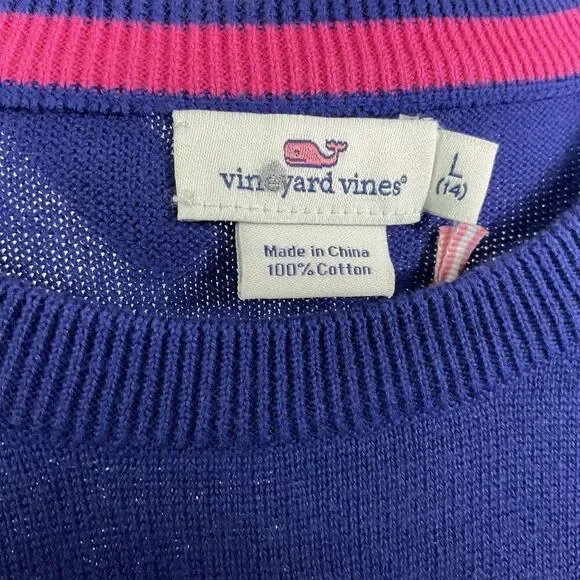 vineyard vines®
L
(14)
Made in China
100% Cotton